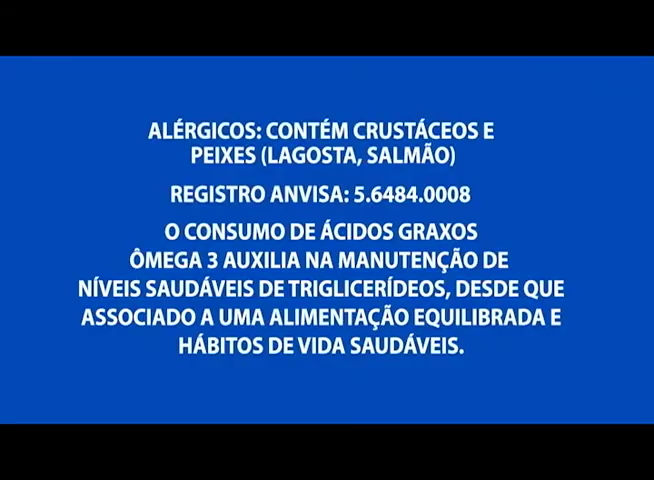 ALÉRGICOS: CONTÉM CRUSTÁCEOS E
PEIXES (LAGOSTA, SALMÃO)
REGISTRO ANVISA: 5.6484.0008
O CONSUMO DE ÁCIDOS GRAXOS
ÔMEGA 3 AUXILIA NA MANUTENÇÃO DE
NÍVEIS SAUDÁVEIS DE TRIGLICERÍDEOS, DESDE QUE
ASSOCIADO A UMA ALIMENTAÇÃO EQUILIBRADA E
HÁBITOS DE VIDA SAUDÁVEIS.